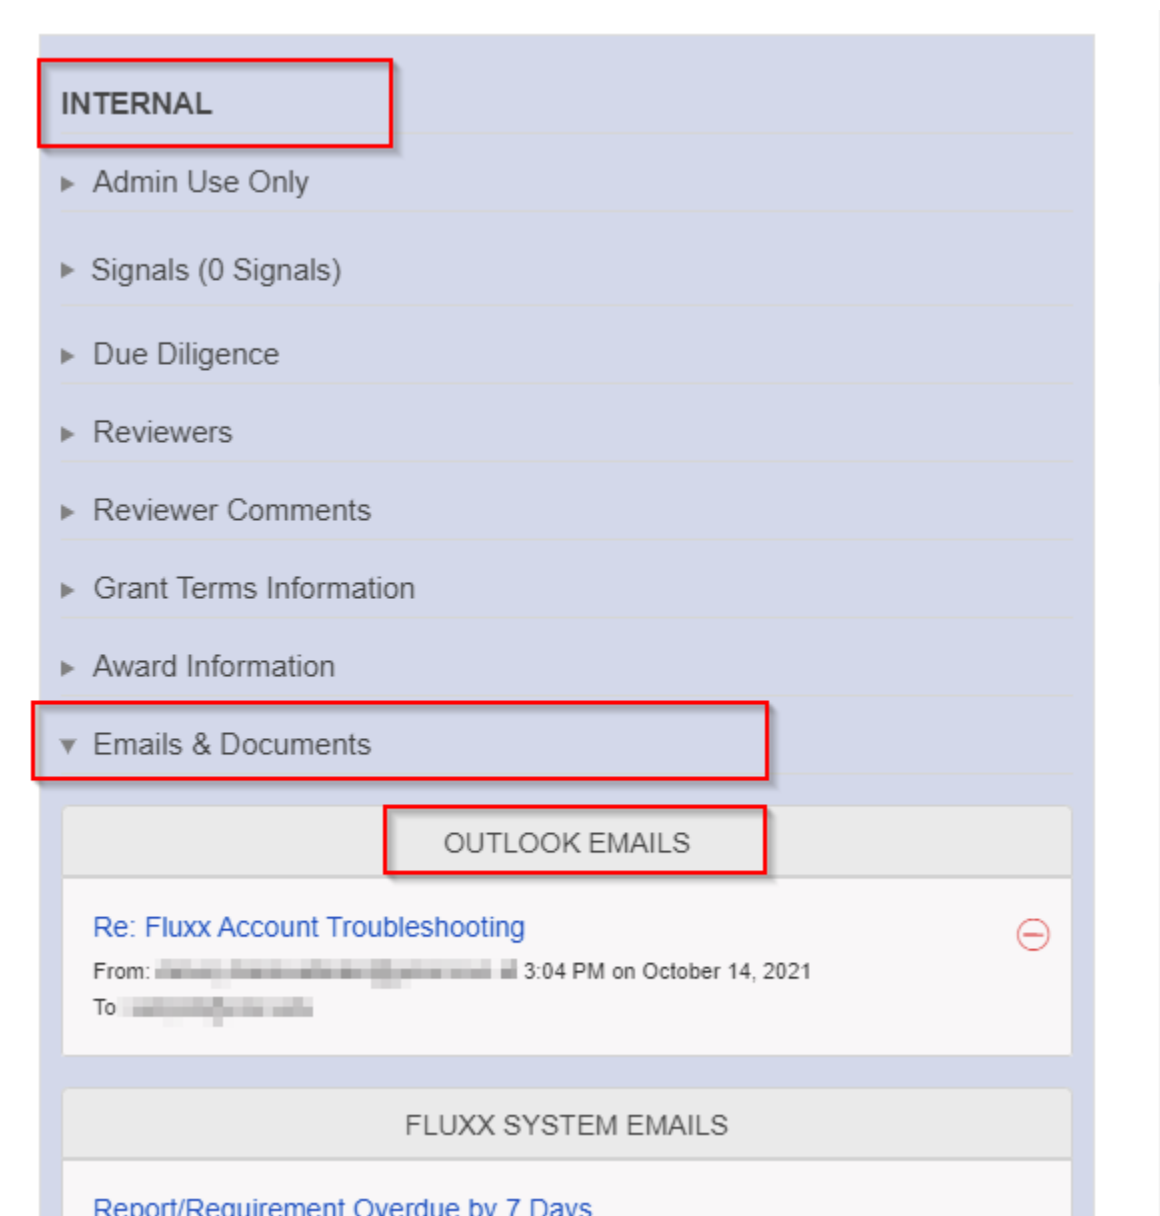 INTERNAL
Admin Use Only
Signals (0 Signals)
Due Diligence
Reviewers
Reviewer Comments
Grant Terms Information
Award Information
Emails & Documents
OUTLOOK EMAILS
Re: Fluxx Account Troubleshooting
From: 3:04 PM on October 14, 2021
To
FLUXX SYSTEM EMAILS
Report/Requirement Overdue by 7 Days